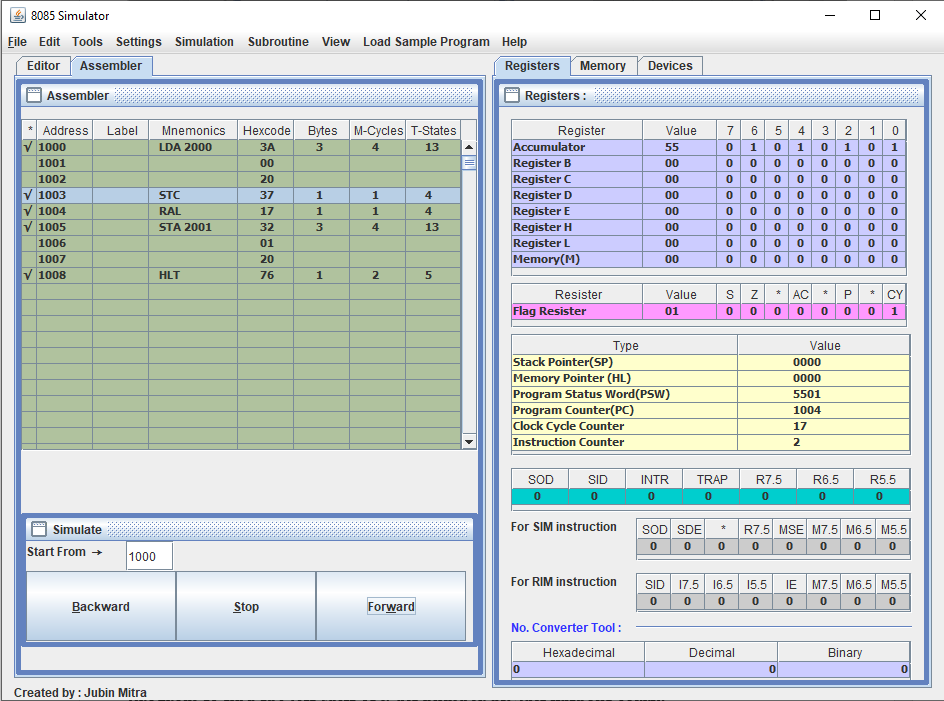 8085 Simulator
File Edit Tools Settings Simulation Subroutine View Load Sample Program Help
Editor Assembler
Assembler
* Address Label Mnemonics Hexcode Bytes M-Cycles T-States
√ 1000 LDA 2000 3A 3 4 13
1001 00
1002 20
√ 1003 STC 37 1 1 4
√ 1004 RAL 17 1 1 4
√ 1005 STA 2001 32 3 4 13
1006 01
1007 20
√ 1008 HLT 76 1 2 5
Simulate
Start From → 1000
Backward Stop Forward
Created by : Jubin Mitra
Registers Memory Devices
Registers :
Register Value 7 6 5 4 3 2 1 0
Accumulator 55 0 1 0 1 0 1 0 1
Register B 00 0 0 0 0 0 0 0 0
Register C 00 0 0 0 0 0 0 0 0
Register D 00 0 0 0 0 0 0 0 0
Register E 00 0 0 0 0 0 0 0 0
Register H 00 0 0 0 0 0 0 0 0
Register L 00 0 0 0 0 0 0 0 0
Memory(M) 00 0 0 0 0 0 0 0 0
Resister Value S Z * AC * P * CY
Flag Resister 01 0 0 0 0 0 0 0 1
Type Value
Stack Pointer(SP) 0000
Memory Pointer (HL) 0000
Program Status Word(PSW) 5501
Program Counter(PC) 1004
Clock Cycle Counter 17
Instruction Counter 2
SOD SID INTR TRAP R7.5 R6.5 R5.5
0 0 0 0 0 0 0
For SIM instruction
SOD SDE * R7.5 MSE M7.5 M6.5 M5.5
0 0 0 0 0 0 0 0
For RIM instruction
SID I7.5 I6.5 I5.5 IE M7.5 M6.5 M5.5
0 0 0 0 0 0 0 0
No. Converter Tool :
Hexadecimal Decimal Binary
0 0 0